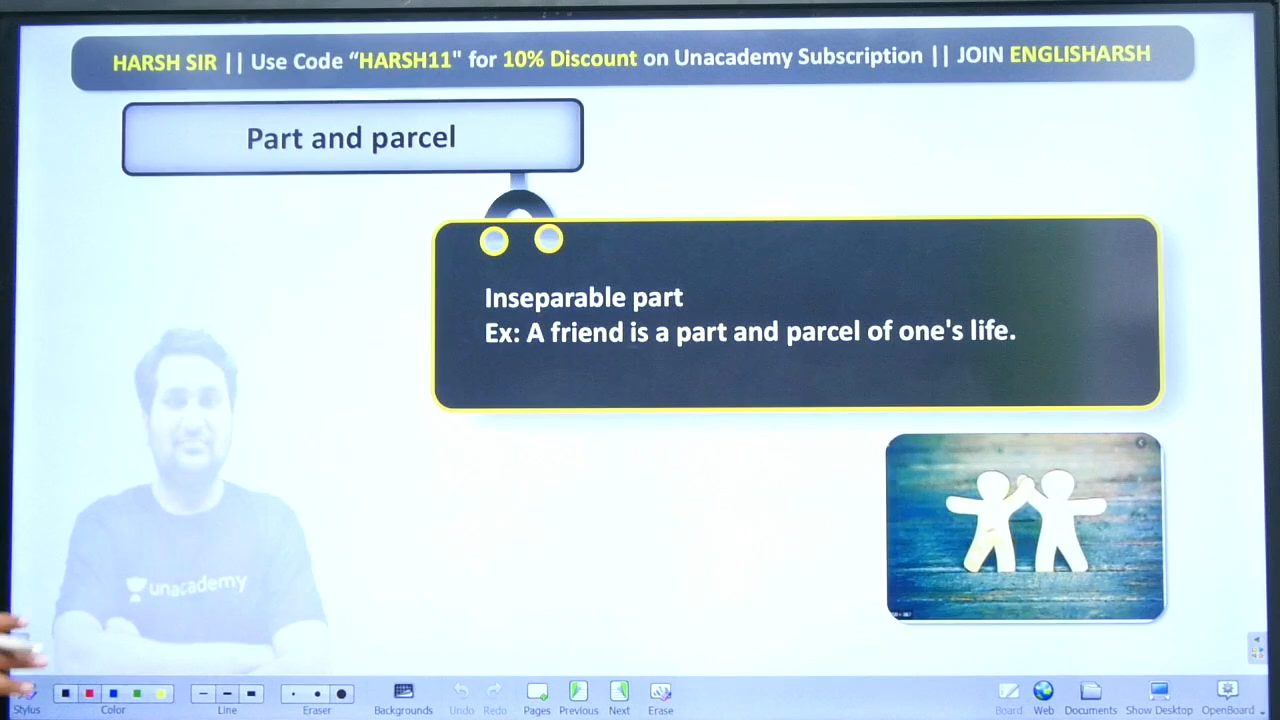 HARSH SIR || Use Code “HARSH11" for 10% Discount on Unacademy Subscription || JOIN ENGLISHARSH
Part and parcel
Inseparable part
Ex: A friend is a part and parcel of one's life.
unacademy
Stylus
Color
Line
Eraser
Backgrounds
Undo
Redo
Pages
Previous
Next
Erase
Board
Web
Documents
Show Desktop
OpenBoard